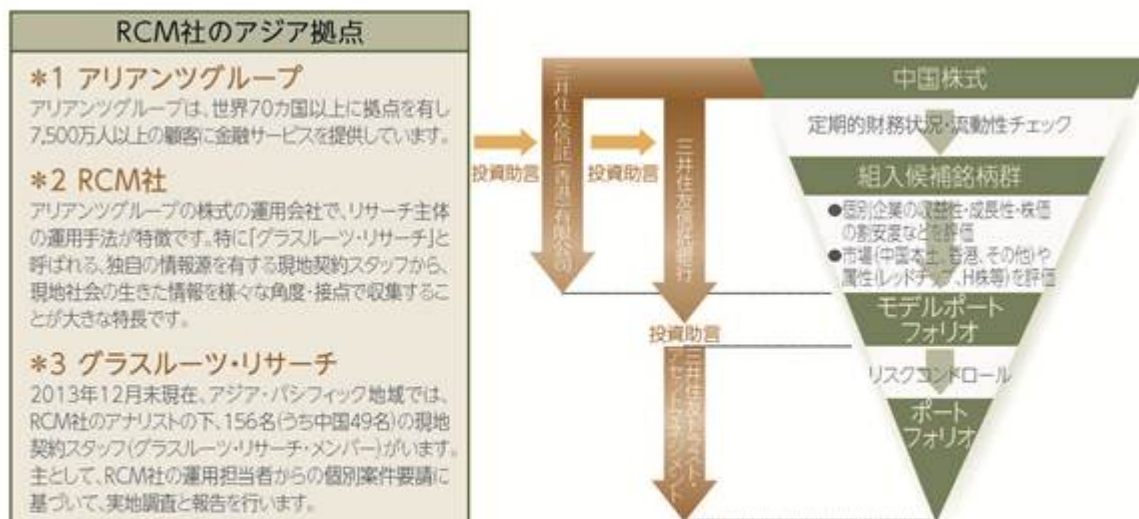 RCM社のアジア拠点
*1 アリアンツグループ
アリアンツグループは、世界70カ国以上に拠点を有し
7,500万人以上の顧客に金融サービスを提供しています。
*2 RCM社
アリアンツグループの株式の運用会社で、リサーチ主体
の運用手法が特徴です。特に「グラスルーツ・リサーチ」と
呼ばれる、独自の情報源を有する現地契約スタッフから、
現地社会の生きた情報を様々な角度・接点で収集するこ
とが大きな特長です。
*3 グラスルーツ・リサーチ
2013年12月末現在、アジア・パシフィック地域では、
RCM社のアナリストの下、156名(うち中国49名)の現地
契約スタッフ(グラスルーツ・リサーチ・メンバー)がいます。
主として、RCM社の運用担当者からの個別案件要請に
基づいて、実地調査と報告を行います。
投資助言
三井住友信託(香港)有限公司
投資助言
三井住友信託銀行
投資助言
三井住友トラスト・
アセットマネジメント
中国株式
定期的財務状況・流動性チェック
組入候補銘柄群
●個別企業の収益性・成長性・株価
の割安度などを評価
●市場(中国本土、香港、その他)や
属性(レッドチップ、H株等)を評価
モデルポート
フォリオ
リスクコントロール
ポート
フォリオ